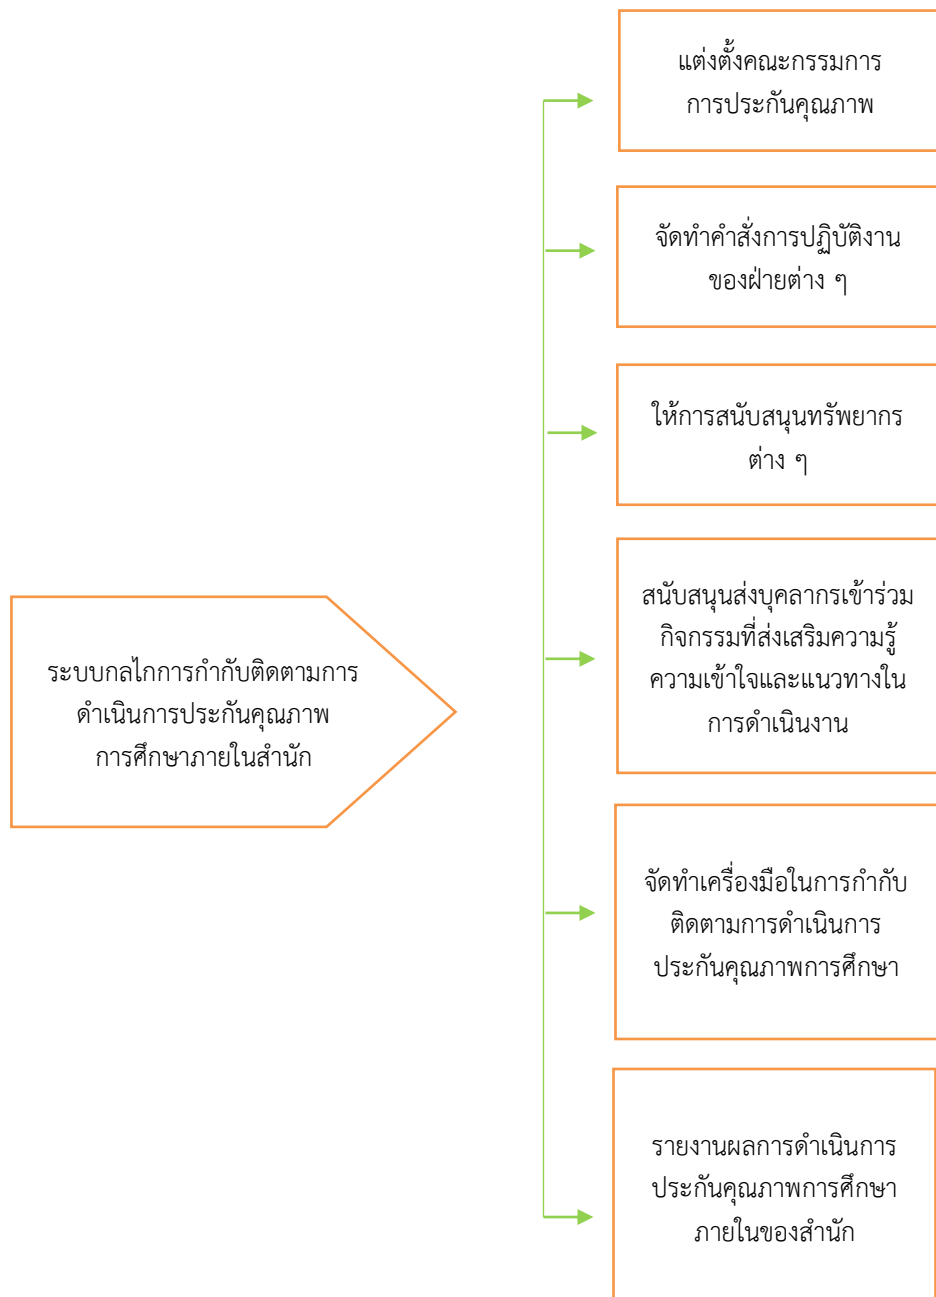 ระบบกลไกการกำกับติดตามการ
ดำเนินการประกันคุณภาพ
การศึกษาภายในสำนัก
แต่งตั้งคณะกรรมการ
การประกันคุณภาพ
จัดทำคำสั่งการปฏิบัติงาน
ของฝ่ายต่าง ๆ
ให้การสนับสนุนทรัพยากร
ต่าง ๆ
สนับสนุนส่งบุคลากรเข้าร่วม
กิจกรรมที่ส่งเสริมความรู้
ความเข้าใจและแนวทางใน
การดำเนินงาน
จัดทำเครื่องมือในการกำกับ
ติดตามการดำเนินการ
ประกันคุณภาพการศึกษา
รายงานผลการดำเนินการ
ประกันคุณภาพการศึกษา
ภายในของสำนัก